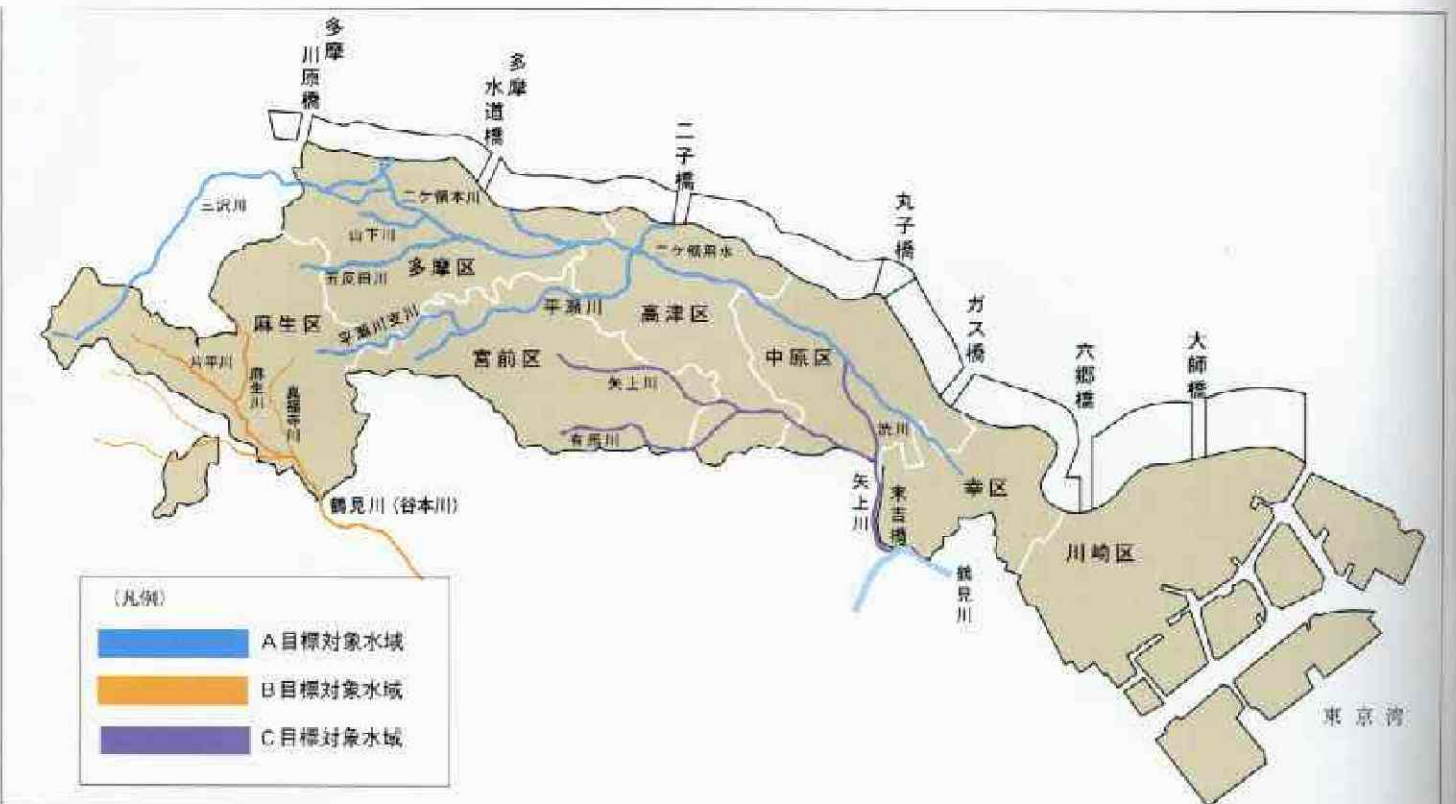 多摩川原橋
多摩水道橋
二子橋
丸子橋
ガス橋
六郷橋
大師橋
三沢川
二ケ領本川
山下川
五反田川
多摩区
二ケ領用水
麻生区
平瀬川支川
平瀬川
高津区
宮前区
中原区
片平川
麻生川
真福寺川
矢上川
有馬川
渋川
鶴見川(谷本川)
矢上川
末吉橋
幸区
川崎区
鶴見川
東京湾
(凡例)
A目標対象水域
B目標対象水域
C目標対象水域